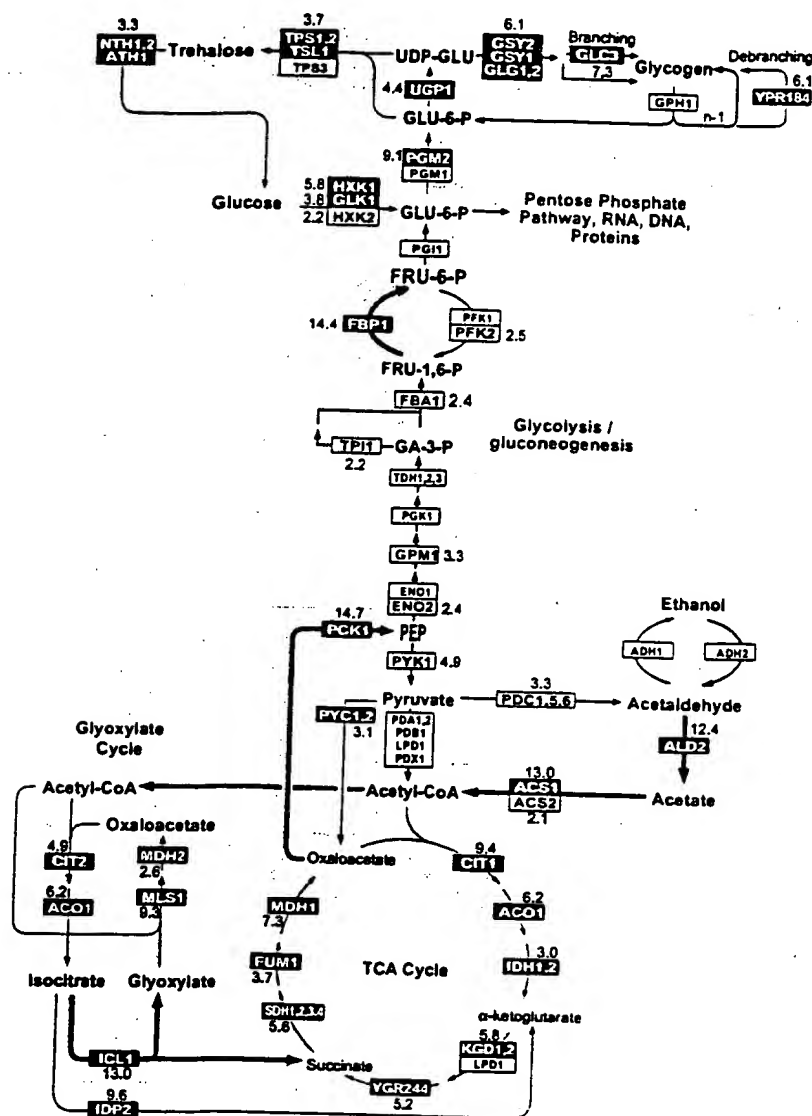 3.3
NTH1,2
ATH1
Trehalose
3.7
TPS1,2
TSL1
TPS3
UDP-GLU
6.1
GSY2
GSY1
GLG1,2
Branching
GLC3
7.3
Glycogen
Debranching
6.1
YPR184
GPH1
n-1
4.4 UGP1
GLU-6-P
9.1 PGM2
PGM1
Glucose
5.8 HXK1
3.8 GLK1
2.2 HXK2
GLU-6-P
Pentose Phosphate
Pathway, RNA, DNA,
Proteins
PGI1
FRU-6-P
14.4 FBP1
PFK1
PFK2 2.5
FRU-1,6-P
FBA1 2.4
Glycolysis /
gluconeogenesis
TPI1
2.2
GA-3-P
TDH1,2,3
PGK1
GPM1 3.3
ENO1
ENO2 2.4
14.7
PCK1
PEP
PYK1 4.9
Ethanol
ADH1
ADH2
Pyruvate
3.3
PDC1,5,6
Acetaldehyde
PYC1,2
3.1
PDA1,2
PDB1
LPD1
PDX1
12.4
ALD2
Glyoxylate
Cycle
Acetyl-CoA
Acetyl-CoA
13.0
ACS1
ACS2
2.1
Acetate
Oxaloacetate
4.9
CIT2
MDH2
2.6
6.2
ACO1
MLS1
9.3
Isocitrate
Glyoxylate
ICL1
13.0
9.6
IDP2
Oxaloacetate
9.4
CIT1
MDH1
7.3
6.2
ACO1
FUM1
3.7
TCA Cycle
3.0
IDH1,2
SDH1,2,3,4
5.6
α-ketoglutarate
5.8
KGD1,2
LPD1
Succinate
YGR244
5.2